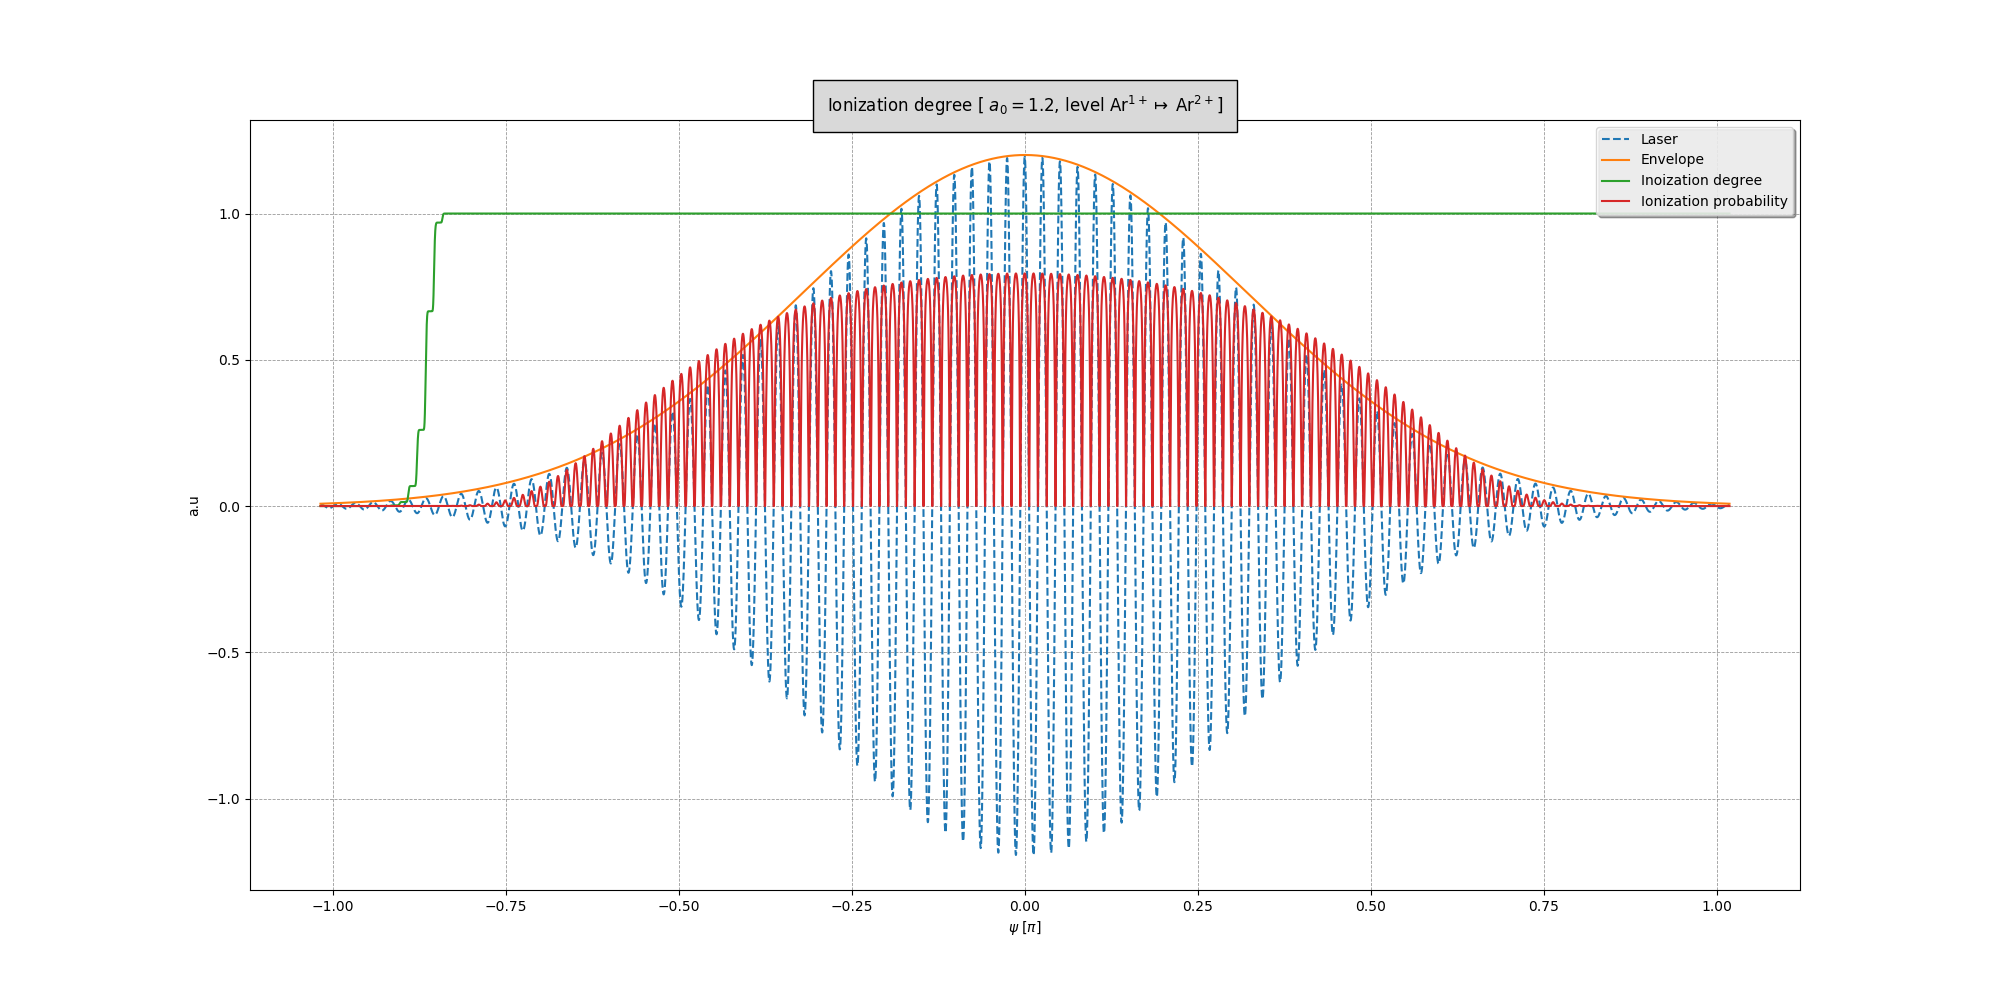 Ionization degree [ a₀ = 1.2, level Ar¹⁺ ↦ Ar²⁺]
Laser
Envelope
Inoization degree
Ionization probability
a.u
1.0
0.5
0.0
−0.5
−1.0
−1.00
−0.75
−0.50
−0.25
0.00
0.25
0.50
0.75
1.00
ψ [π]